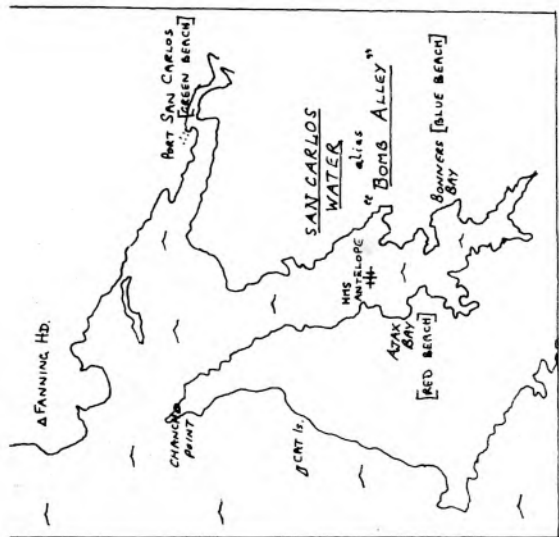 Δ FANNING HD.
PORT SAN CARLOS
[GREEN BEACH]
CHANCHO
POINT
CAT Is.
SAN CARLOS
WATER
alias
"BOMB ALLEY"
HMS
ANTELOPE
AJAX
BAY
[RED BEACH]
BONNERS [BLUE BEACH]
BAY